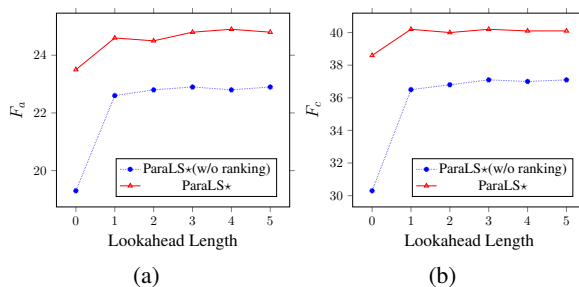 24
22
20
F_a
ParaLS⋆(w/o ranking)
ParaLS⋆
0 1 2 3 4 5
Lookahead Length
(a)
40
38
36
34
32
30
F_c
ParaLS⋆(w/o ranking)
ParaLS⋆
0 1 2 3 4 5
Lookahead Length
(b)